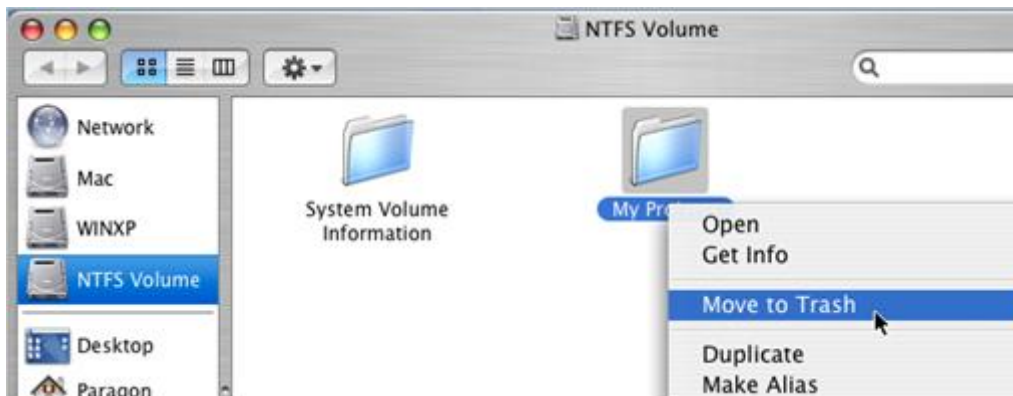 NTFS Volume
Network
Mac
WINXP
NTFS Volume
Desktop
Paragon
System Volume
Information
My
Open
Get Info
Move to Trash
Duplicate
Make Alias